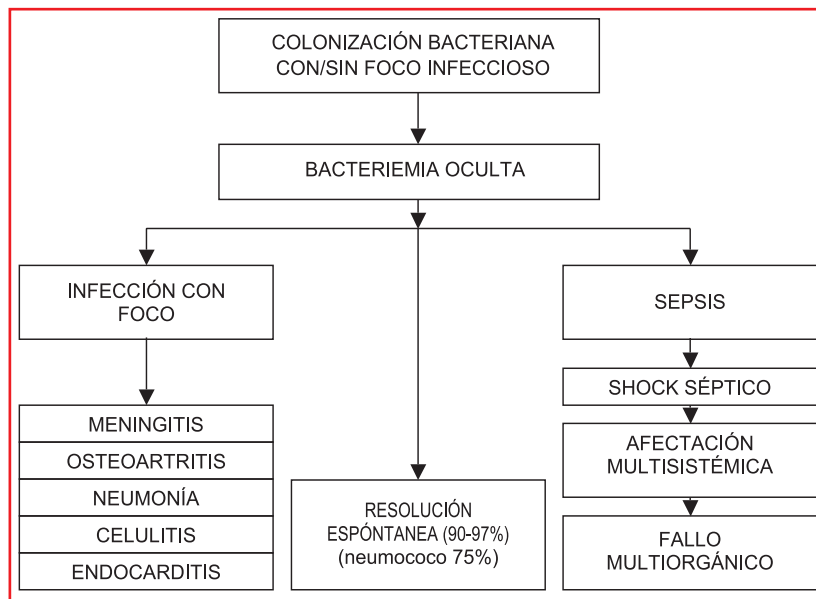 COLONIZACIÓN BACTERIANA
CON/SIN FOCO INFECCIOSO
BACTERIEMIA OCULTA
INFECCIÓN CON
FOCO
MENINGITIS
OSTEOARTRITIS
NEUMONÍA
CELULITIS
ENDOCARDITIS
RESOLUCIÓN
ESPÓNTANEA (90-97%)
(neumococo 75%)
SEPSIS
SHOCK SÉPTICO
AFECTACIÓN
MULTISISTÉMICA
FALLO
MULTIORGÁNICO